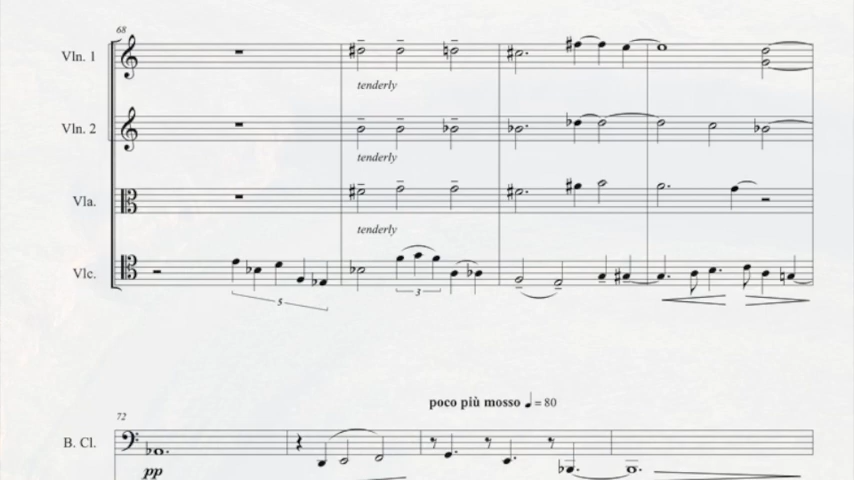 68
Vln. 1
tenderly
Vln. 2
tenderly
Vla.
tenderly
Vlc.
5
3
poco più mosso ♩ = 80
72
B. Cl.
pp